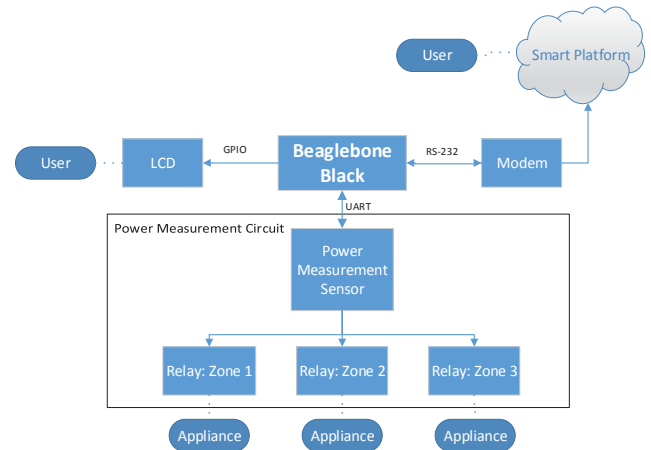 User
Smart Platform
User
LCD
GPIO
Beaglebone
Black
RS-232
Modem
UART
Power Measurement Circuit
Power
Measurement
Sensor
Relay: Zone 1
Relay: Zone 2
Relay: Zone 3
Appliance
Appliance
Appliance